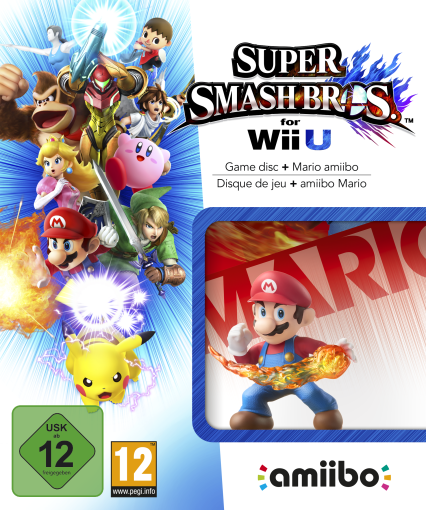 SUPER
SMASH BROS.™
for
Wii U
Game disc + Mario amiibo
Disque de jeu + amiibo Mario
MARIO
USK
ab
12
freigegeben
12
www.pegi.info
amiibo